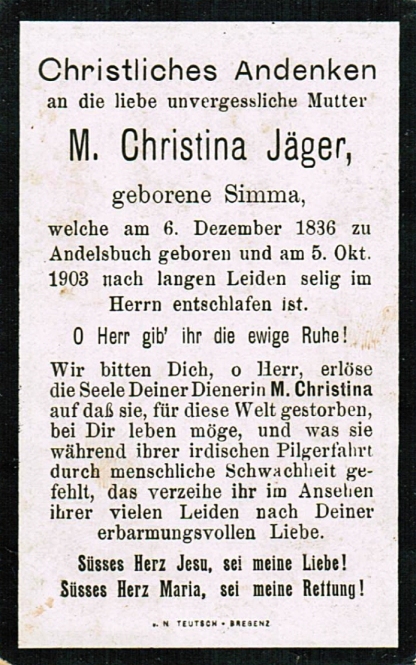 Christliches Andenken
an die liebe unvergessliche Mutter
M. Christina Jäger,
geborene Simma,
welche am 6. Dezember 1836 zu
Andelsbuch geboren und am 5. Okt.
1903 nach langen Leiden selig im
Herrn entschlafen ist.
O Herr gib' ihr die ewige Ruhe!
Wir bitten Dich, o Herr, erlöse
die Seele Deiner Dienerin M. Christina
auf daß sie, für diese Welt gestorben,
bei Dir leben möge, und was sie
während ihrer irdischen Pilgerfahrt
durch menschliche Schwachheit ge-
fehlt, das verzeihe ihr im Ansehen
ihrer vielen Leiden nach Deiner
erbarmungsvollen Liebe.
Süsses Herz Jesu, sei meine Liebe!
Süsses Herz Maria, sei meine Rettung!
N. TEUTSCH - BREGENZ